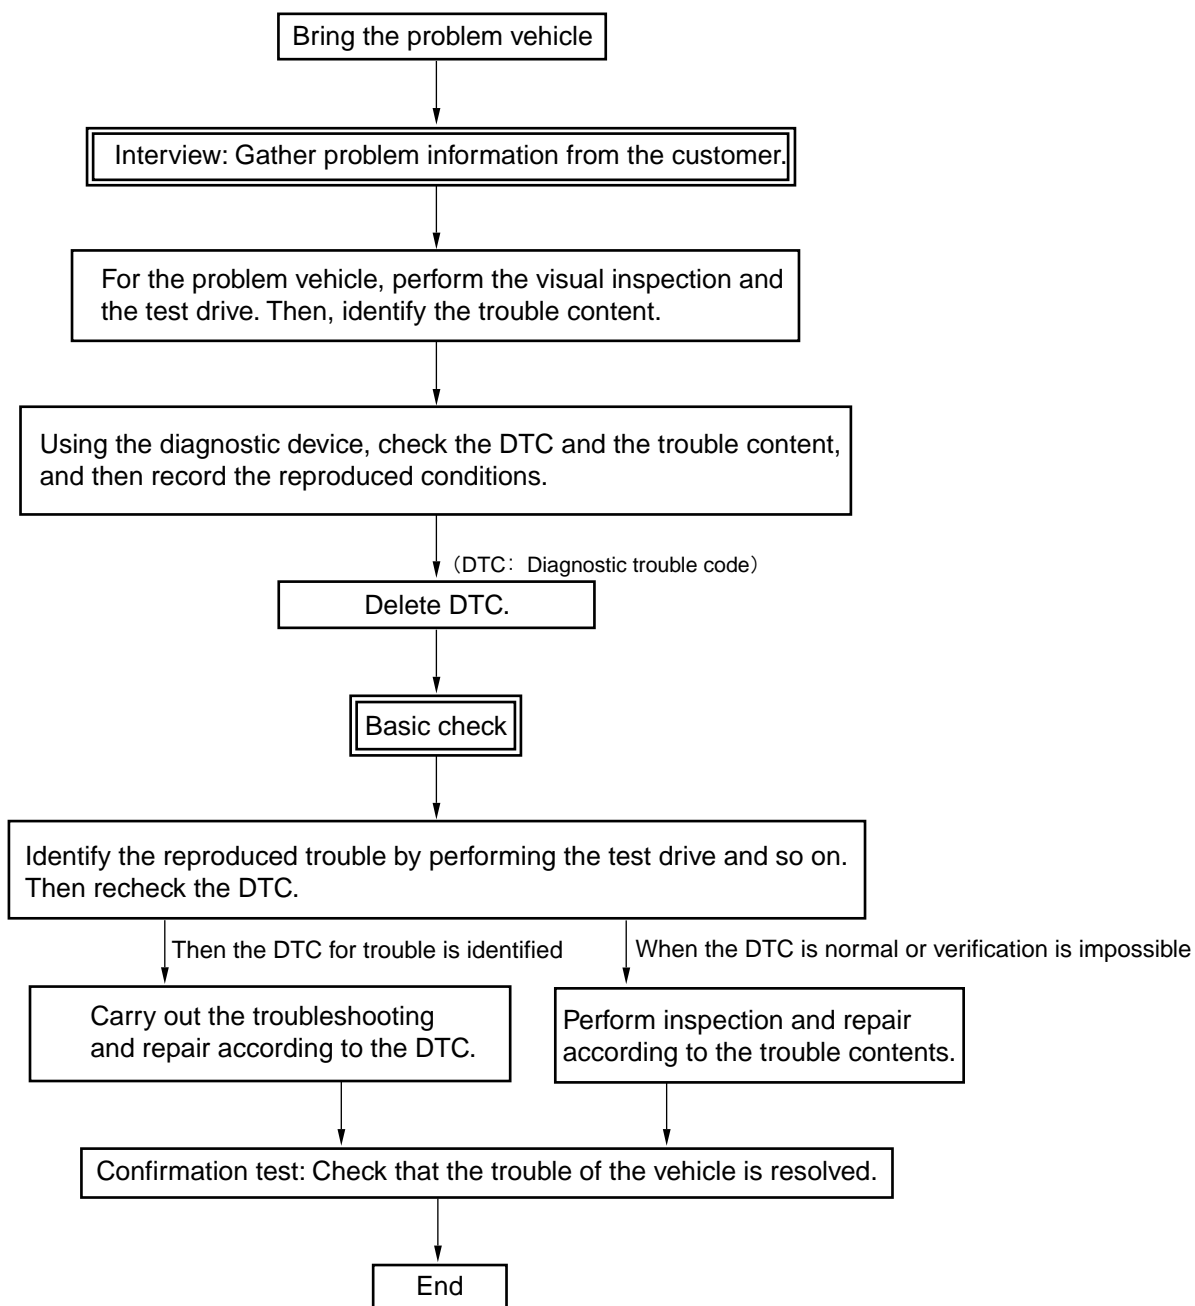 Bring the problem vehicle
Interview: Gather problem information from the customer.
For the problem vehicle, perform the visual inspection and
the test drive. Then, identify the trouble content.
Using the diagnostic device, check the DTC and the trouble content,
and then record the reproduced conditions.
(DTC: Diagnostic trouble code)
Delete DTC.
Basic check
Identify the reproduced trouble by performing the test drive and so on.
Then recheck the DTC.
Then the DTC for trouble is identified
When the DTC is normal or verification is impossible
Carry out the troubleshooting
and repair according to the DTC.
Perform inspection and repair
according to the trouble contents.
Confirmation test: Check that the trouble of the vehicle is resolved.
End